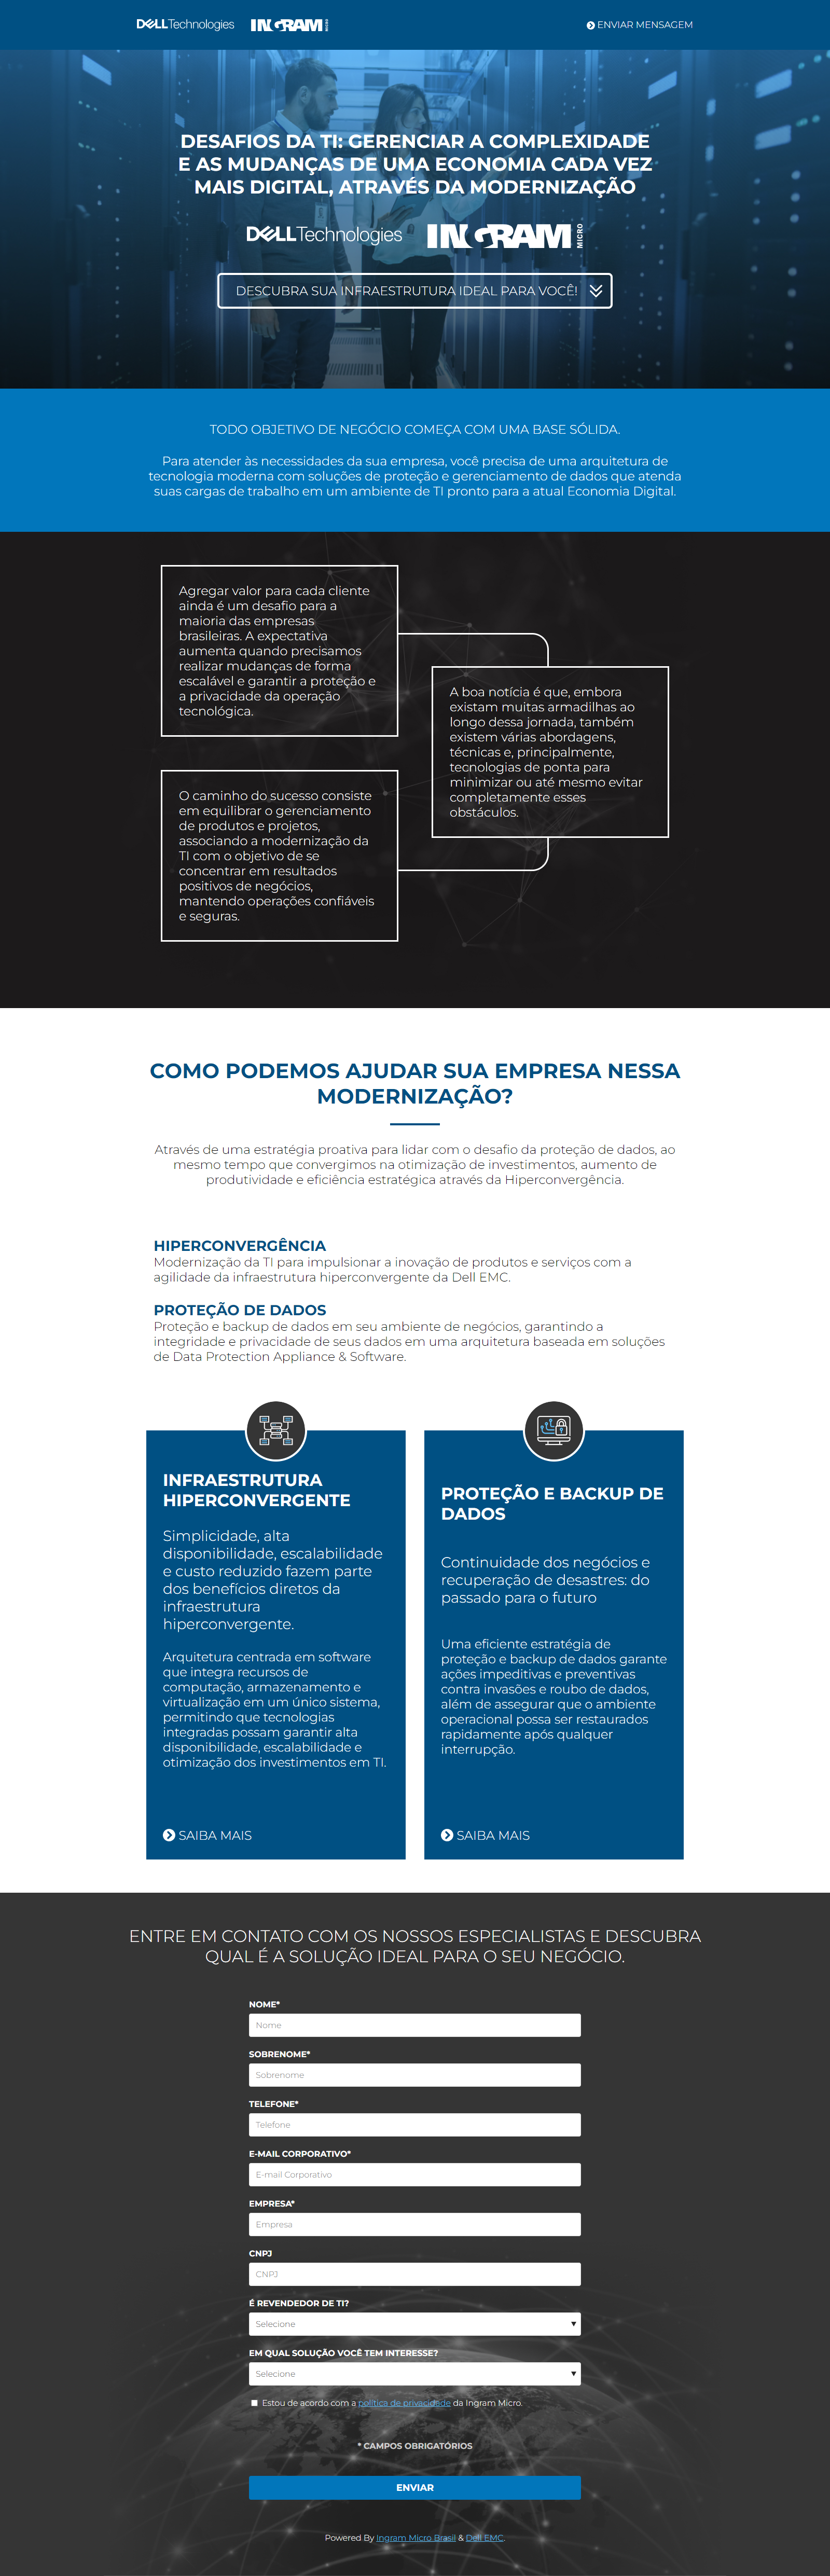 DELLTechnologies INGRAM MICRO ENVIAR MENSAGEM
DESAFIOS DA TI: GERENCIAR A COMPLEXIDADE
E AS MUDANÇAS DE UMA ECONOMIA CADA VEZ
MAIS DIGITAL, ATRAVÉS DA MODERNIZAÇÃO
DELLTechnologies INGRAM MICRO
DESCUBRA SUA INFRAESTRUTURA IDEAL PARA VOCÊ!
TODO OBJETIVO DE NEGÓCIO COMEÇA COM UMA BASE SÓLIDA.
Para atender às necessidades da sua empresa, você precisa de uma arquitetura de
tecnologia moderna com soluções de proteção e gerenciamento de dados que atenda
suas cargas de trabalho em um ambiente de TI pronto para a atual Economia Digital.
Agregar valor para cada cliente
ainda é um desafio para a
maioria das empresas
brasileiras. A expectativa
aumenta quando precisamos
realizar mudanças de forma
escalável e garantir a proteção e
a privacidade da operação
tecnológica.
A boa notícia é que, embora
existam muitas armadilhas ao
longo dessa jornada, também
existem várias abordagens,
técnicas e, principalmente,
tecnologias de ponta para
minimizar ou até mesmo evitar
completamente esses
obstáculos.
O caminho do sucesso consiste
em equilibrar o gerenciamento
de produtos e projetos,
associando a modernização da
TI com o objetivo de se
concentrar em resultados
positivos de negócios,
mantendo operações confiáveis
e seguras.
COMO PODEMOS AJUDAR SUA EMPRESA NESSA
MODERNIZAÇÃO?
Através de uma estratégia proativa para lidar com o desafio da proteção de dados, ao
mesmo tempo que convergimos na otimização de investimentos, aumento de
produtividade e eficiência estratégica através da Hiperconvergência.
HIPERCONVERGÊNCIA
Modernização da TI para impulsionar a inovação de produtos e serviços com a
agilidade da infraestrutura hiperconvergente da Dell EMC.
PROTEÇÃO DE DADOS
Proteção e backup de dados em seu ambiente de negócios, garantindo a
integridade e privacidade de seus dados em uma arquitetura baseada em soluções
de Data Protection Appliance & Software.
INFRAESTRUTURA
HIPERCONVERGENTE
Simplicidade, alta
disponibilidade, escalabilidade
e custo reduzido fazem parte
dos benefícios diretos da
infraestrutura
hiperconvergente.
Arquitetura centrada em software
que integra recursos de
computação, armazenamento e
virtualização em um único sistema,
permitindo que tecnologias
integradas possam garantir alta
disponibilidade, escalabilidade e
otimização dos investimentos em TI.
SAIBA MAIS
PROTEÇÃO E BACKUP DE
DADOS
Continuidade dos negócios e
recuperação de desastres: do
passado para o futuro
Uma eficiente estratégia de
proteção e backup de dados garante
ações impeditivas e preventivas
contra invasões e roubo de dados,
além de assegurar que o ambiente
operacional possa ser restaurados
rapidamente após qualquer
interrupção.
SAIBA MAIS
ENTRE EM CONTATO COM OS NOSSOS ESPECIALISTAS E DESCUBRA
QUAL É A SOLUÇÃO IDEAL PARA O SEU NEGÓCIO.
NOME*
Nome
SOBRENOME*
Sobrenome
TELEFONE*
Telefone
E-MAIL CORPORATIVO*
E-mail Corporativo
EMPRESA*
Empresa
CNPJ
CNPJ
É REVENDEDOR DE TI?
Selecione
EM QUAL SOLUÇÃO VOCÊ TEM INTERESSE?
Selecione
Estou de acordo com a política de privacidade da Ingram Micro.
* CAMPOS OBRIGATÓRIOS
ENVIAR
Powered By Ingram Micro Brasil & Dell EMC.